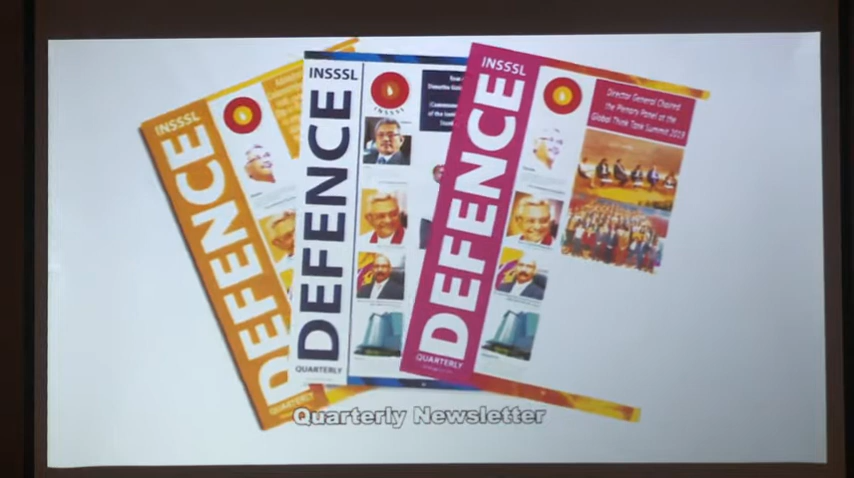 INSSSL
DEFENCE
QUARTERLY
INSSSL
DEFENCE
QUARTERLY
INSSSL
INSSSL
DEFENCE
QUARTERLY
Director General Chaired
the Plenary Panel at the
Global Think Tank Summit 2019
Quarterly Newsletter